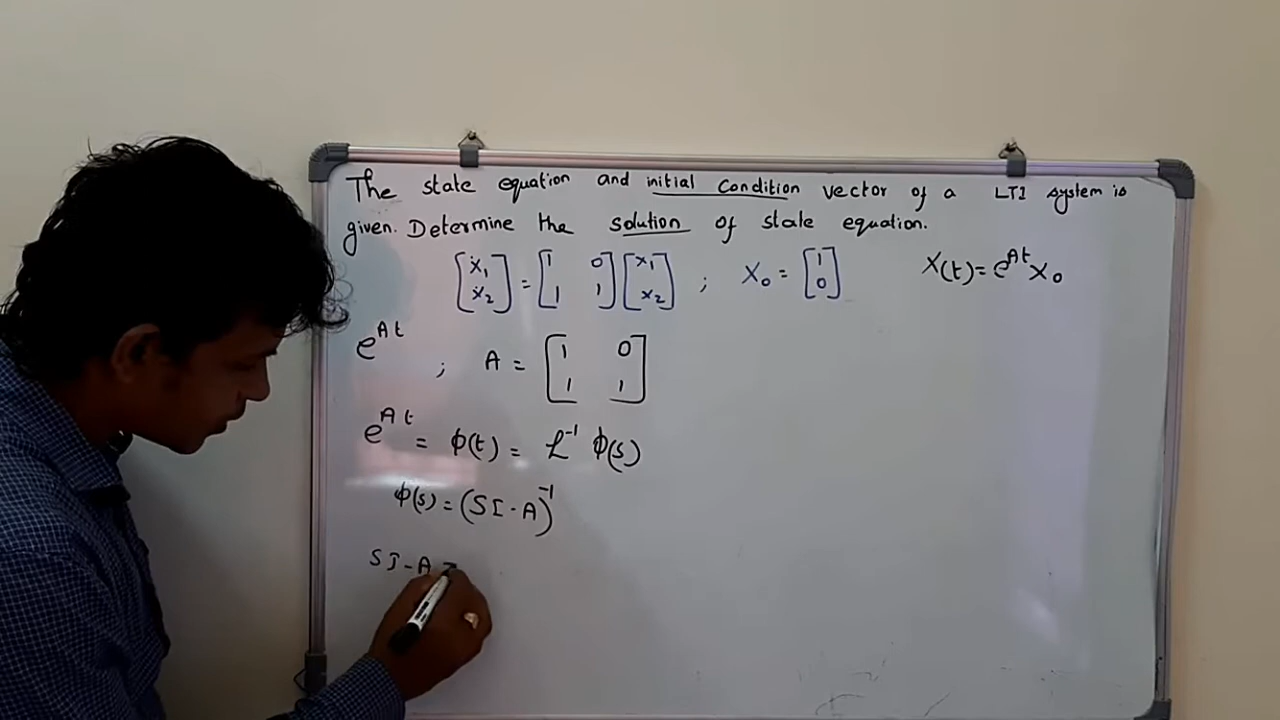 The state equation and initial condition vector of a LTI system is
given. Determine the solution of state equation.
[ẋ₁ ẋ₂] = [1 0 1 1] [x₁ x₂] ; X₀ = [1 0] X(t) = e^At X₀
e^At ; A = [1 0 1 1]
e^At = φ(t) = ℒ⁻¹ φ(s)
φ(s) = (SI - A)⁻¹
SI - A =